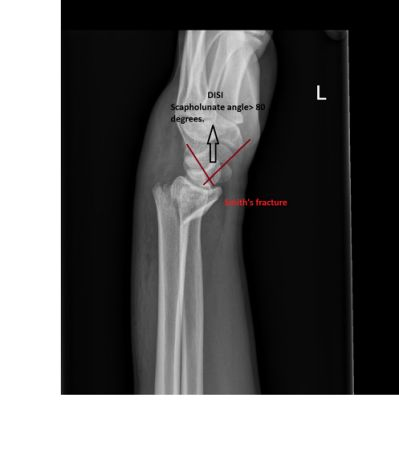 DISI
Scapholunate angle> 80
degrees.
L
Smith's fracture